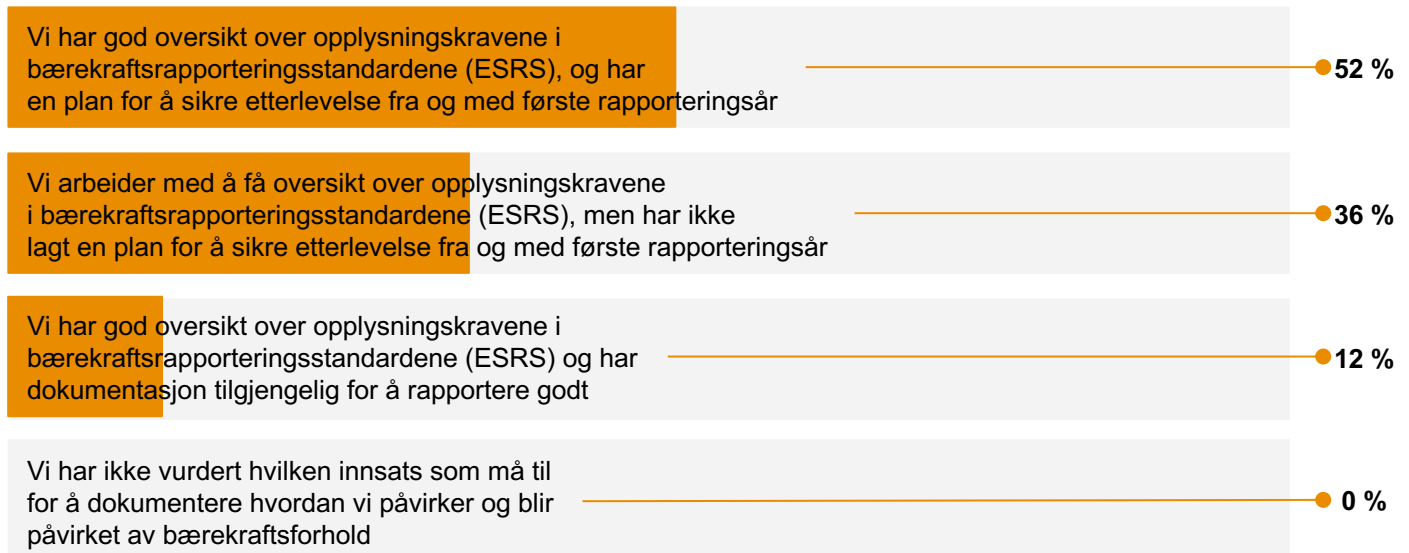 Vi har god oversikt over opplysningskravene i
bærekraftsrapporteringsstandardene (ESRS), og har
en plan for å sikre etterlevelse fra og med første rapporteringsår
52 %
Vi arbeider med å få oversikt over opplysningskravene
i bærekraftsrapporteringsstandardene (ESRS), men har ikke
lagt en plan for å sikre etterlevelse fra og med første rapporteringsår
36 %
Vi har god oversikt over opplysningskravene i
bærekraftsrapporteringsstandardene (ESRS) og har
dokumentasjon tilgjengelig for å rapportere godt
12 %
Vi har ikke vurdert hvilken innsats som må til
for å dokumentere hvordan vi påvirker og blir
påvirket av bærekraftsforhold
0 %